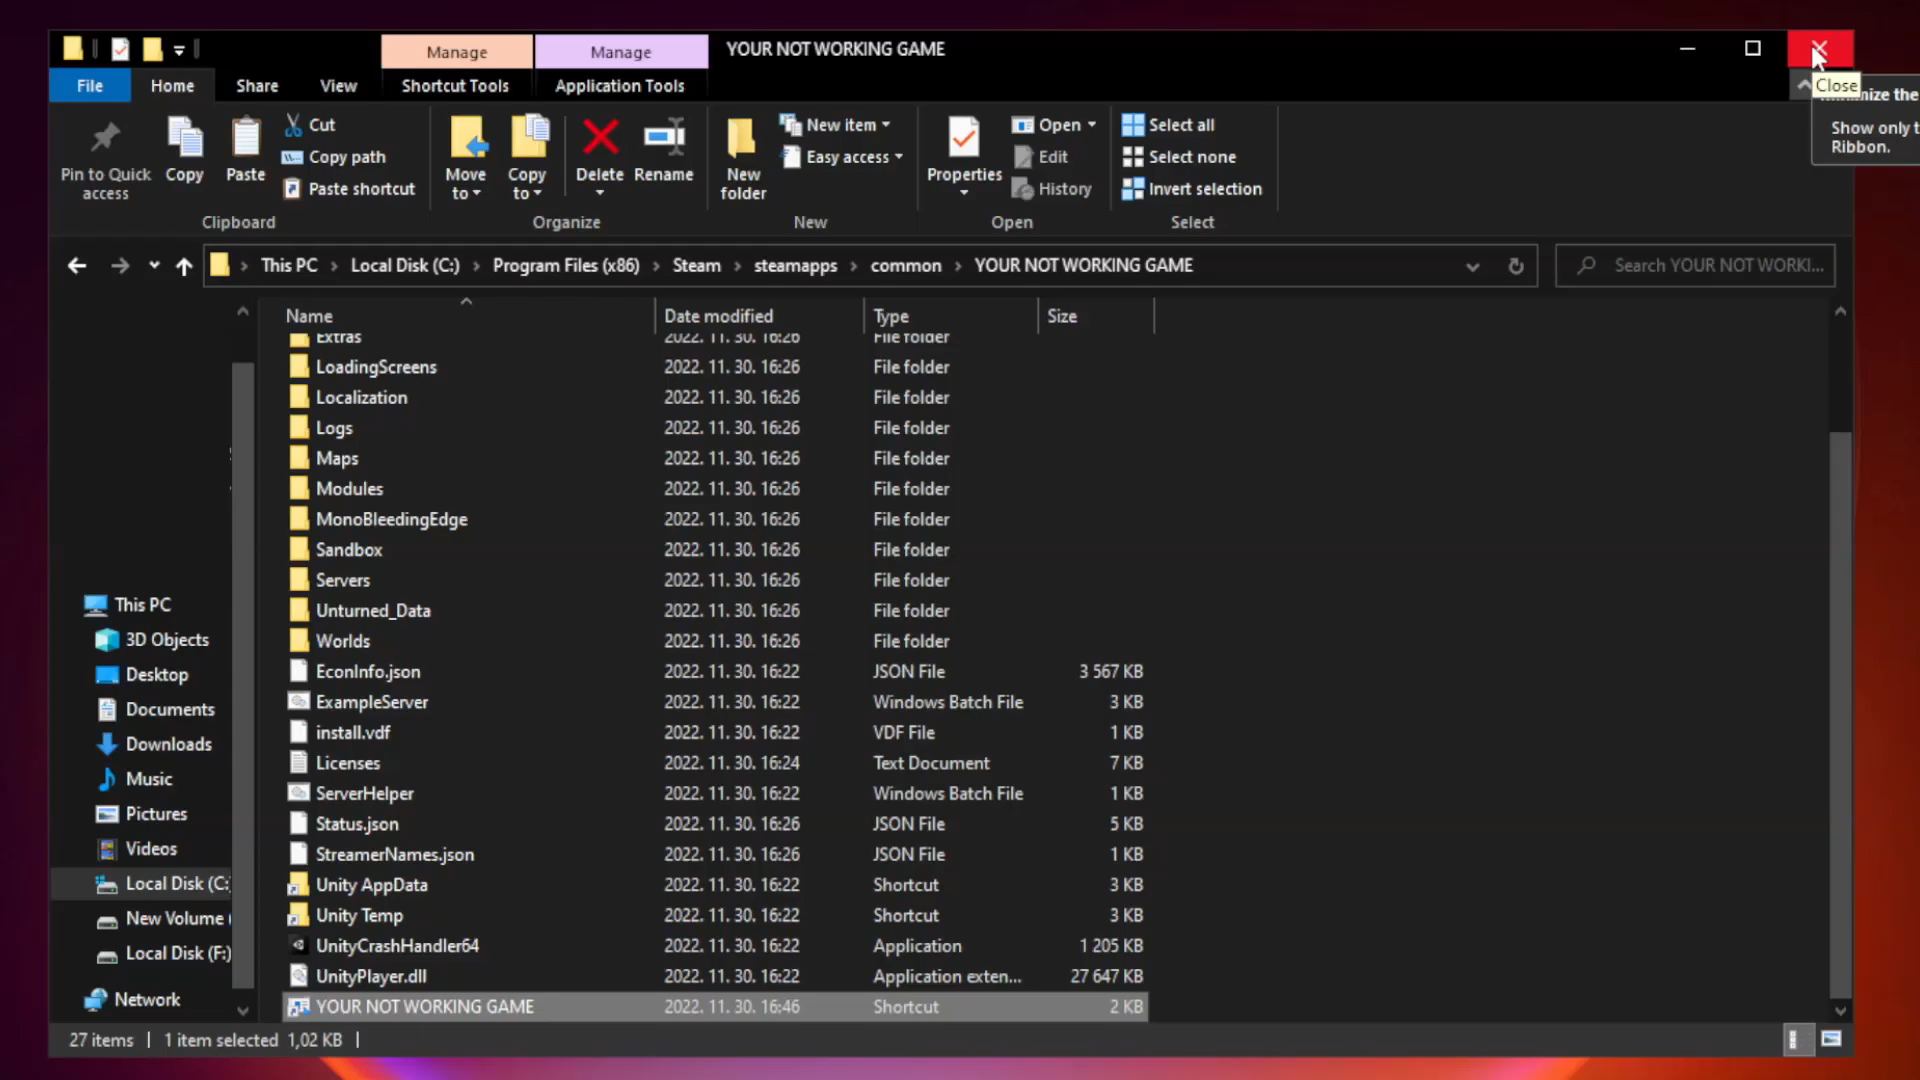 Manage
Manage
YOUR NOT WORKING GAME
File
Home
Share
View
Shortcut Tools
Application Tools
Close
the
Show only t
Ribbon.
Pin to Quick
access
Copy
Paste
Cut
Copy path
Paste shortcut
Clipboard
Move
to
Copy
to
Delete
Rename
Organize
New
folder
New item
Easy access
New
Properties
Open
Edit
History
Open
Select all
Select none
Invert selection
Select
This PC > Local Disk (C:) > Program Files (x86) > Steam > steamapps > common > YOUR NOT WORKING GAME
Search YOUR NOT WORKI...
Name Date modified Type Size
Extras 2022. 11. 30. 16:26 File folder
LoadingScreens 2022. 11. 30. 16:26 File folder
Localization 2022. 11. 30. 16:26 File folder
Logs 2022. 11. 30. 16:26 File folder
Maps 2022. 11. 30. 16:26 File folder
Modules 2022. 11. 30. 16:26 File folder
MonoBleedingEdge 2022. 11. 30. 16:26 File folder
Sandbox 2022. 11. 30. 16:26 File folder
Servers 2022. 11. 30. 16:26 File folder
Unturned_Data 2022. 11. 30. 16:26 File folder
Worlds 2022. 11. 30. 16:26 File folder
EconInfo.json 2022. 11. 30. 16:22 JSON File 3 567 KB
ExampleServer 2022. 11. 30. 16:22 Windows Batch File 3 KB
install.vdf 2022. 11. 30. 16:22 VDF File 1 KB
Licenses 2022. 11. 30. 16:24 Text Document 7 KB
ServerHelper 2022. 11. 30. 16:22 Windows Batch File 1 KB
Status.json 2022. 11. 30. 16:26 JSON File 5 KB
StreamerNames.json 2022. 11. 30. 16:26 JSON File 1 KB
Unity AppData 2022. 11. 30. 16:22 Shortcut 3 KB
Unity Temp 2022. 11. 30. 16:22 Shortcut 3 KB
UnityCrashHandler64 2022. 11. 30. 16:22 Application 1 205 KB
UnityPlayer.dll 2022. 11. 30. 16:22 Application exten... 27 647 KB
YOUR NOT WORKING GAME 2022. 11. 30. 16:46 Shortcut 2 KB
This PC
3D Objects
Desktop
Documents
Downloads
Music
Pictures
Videos
Local Disk (C:
New Volume (
Local Disk (F:)
Network
27 items
1 item selected 1,02 KB